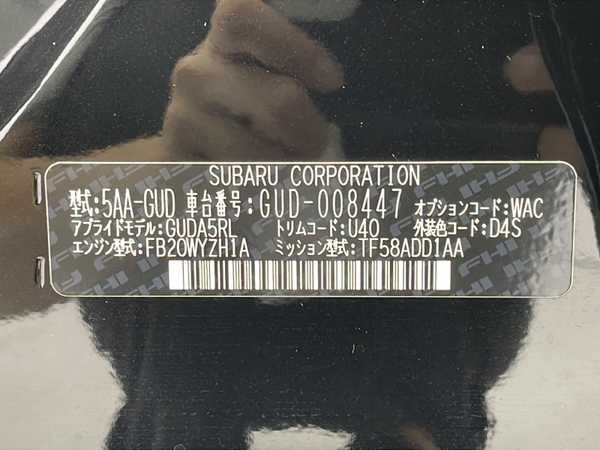 SUBARU CORPORATION
型式:5AA-GUD 車台番号:GUD-008447 オプションコード:WAC
アプライドモデル:GUDA5RL トリムコード:U40 外装色コード:D4S
エンジン型式:FB20WYZH1A ミッション型式:TF58ADD1AA